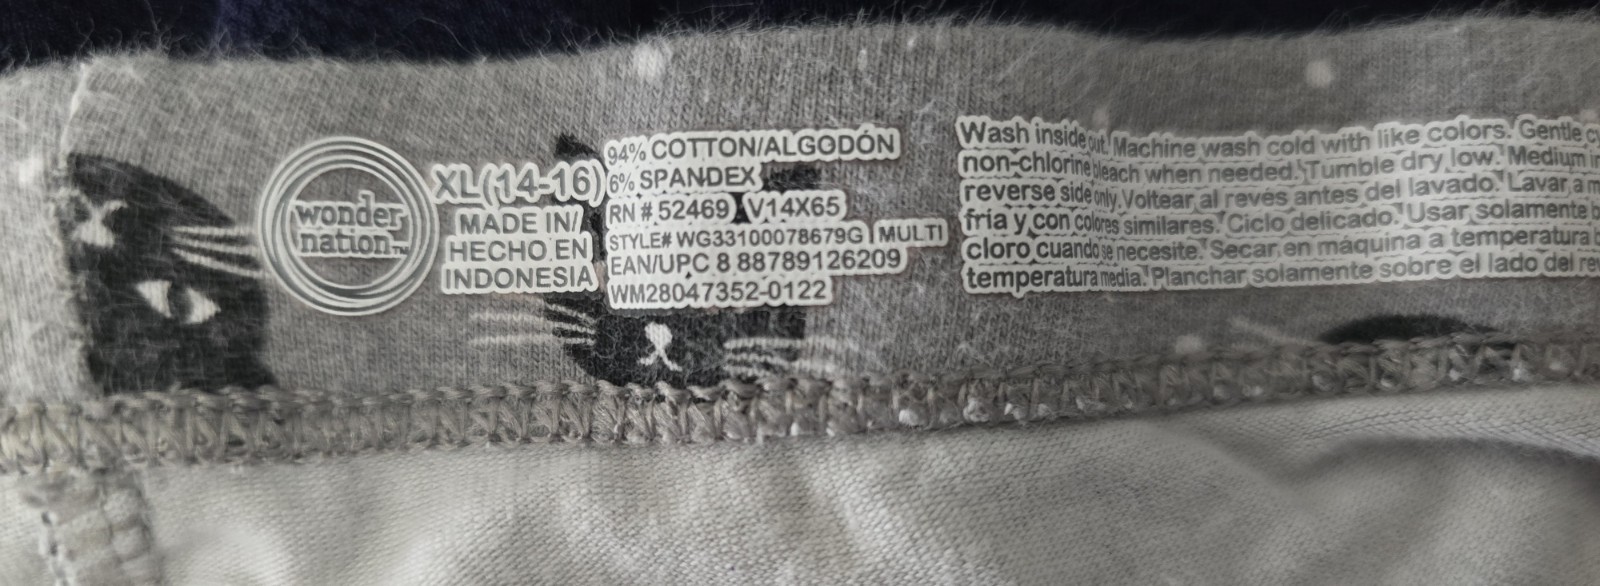 wonder
nation™
XL(14-16)
MADE IN/
HECHO EN
INDONESIA
94% COTTON/ALGODÓN
6% SPANDEX
RN # 52469 V14X65
STYLE# WG33100078679G | MULTI
EAN/UPC 8 88789126209
WM28047352-0122
Wash inside out. Machine wash cold with like colors. Gentle
non-chlorine bleach when needed. Tumble dry low. Medium
reverse side only. Voltear al revés antes del lavado. Lavar a
fría y con colores similares. Ciclo delicado. Usar solamente
cloro cuando se necesite. Secar en máquina a temperatura
temperatura media. Planchar solamente sobre el lado del